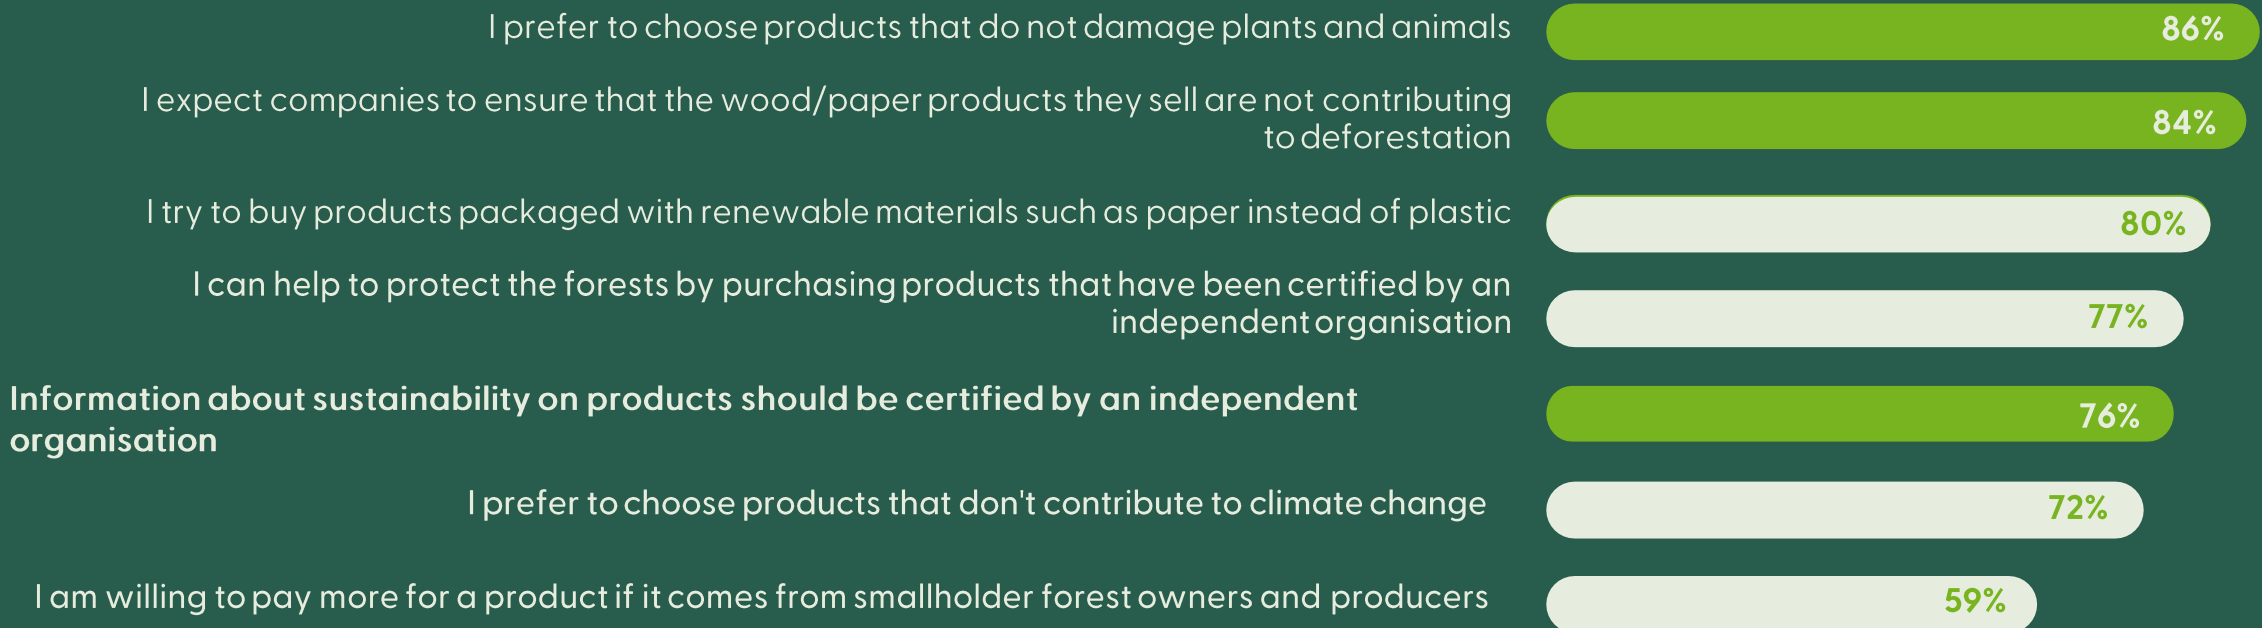 I prefer to choose products that do not damage plants and animals
86%
I expect companies to ensure that the wood/paper products they sell are not contributing
to deforestation
84%
I try to buy products packaged with renewable materials such as paper instead of plastic
80%
I can help to protect the forests by purchasing products that have been certified by an
independent organisation
77%
Information about sustainability on products should be certified by an independent
organisation
76%
I prefer to choose products that don't contribute to climate change
72%
I am willing to pay more for a product if it comes from smallholder forest owners and producers
59%